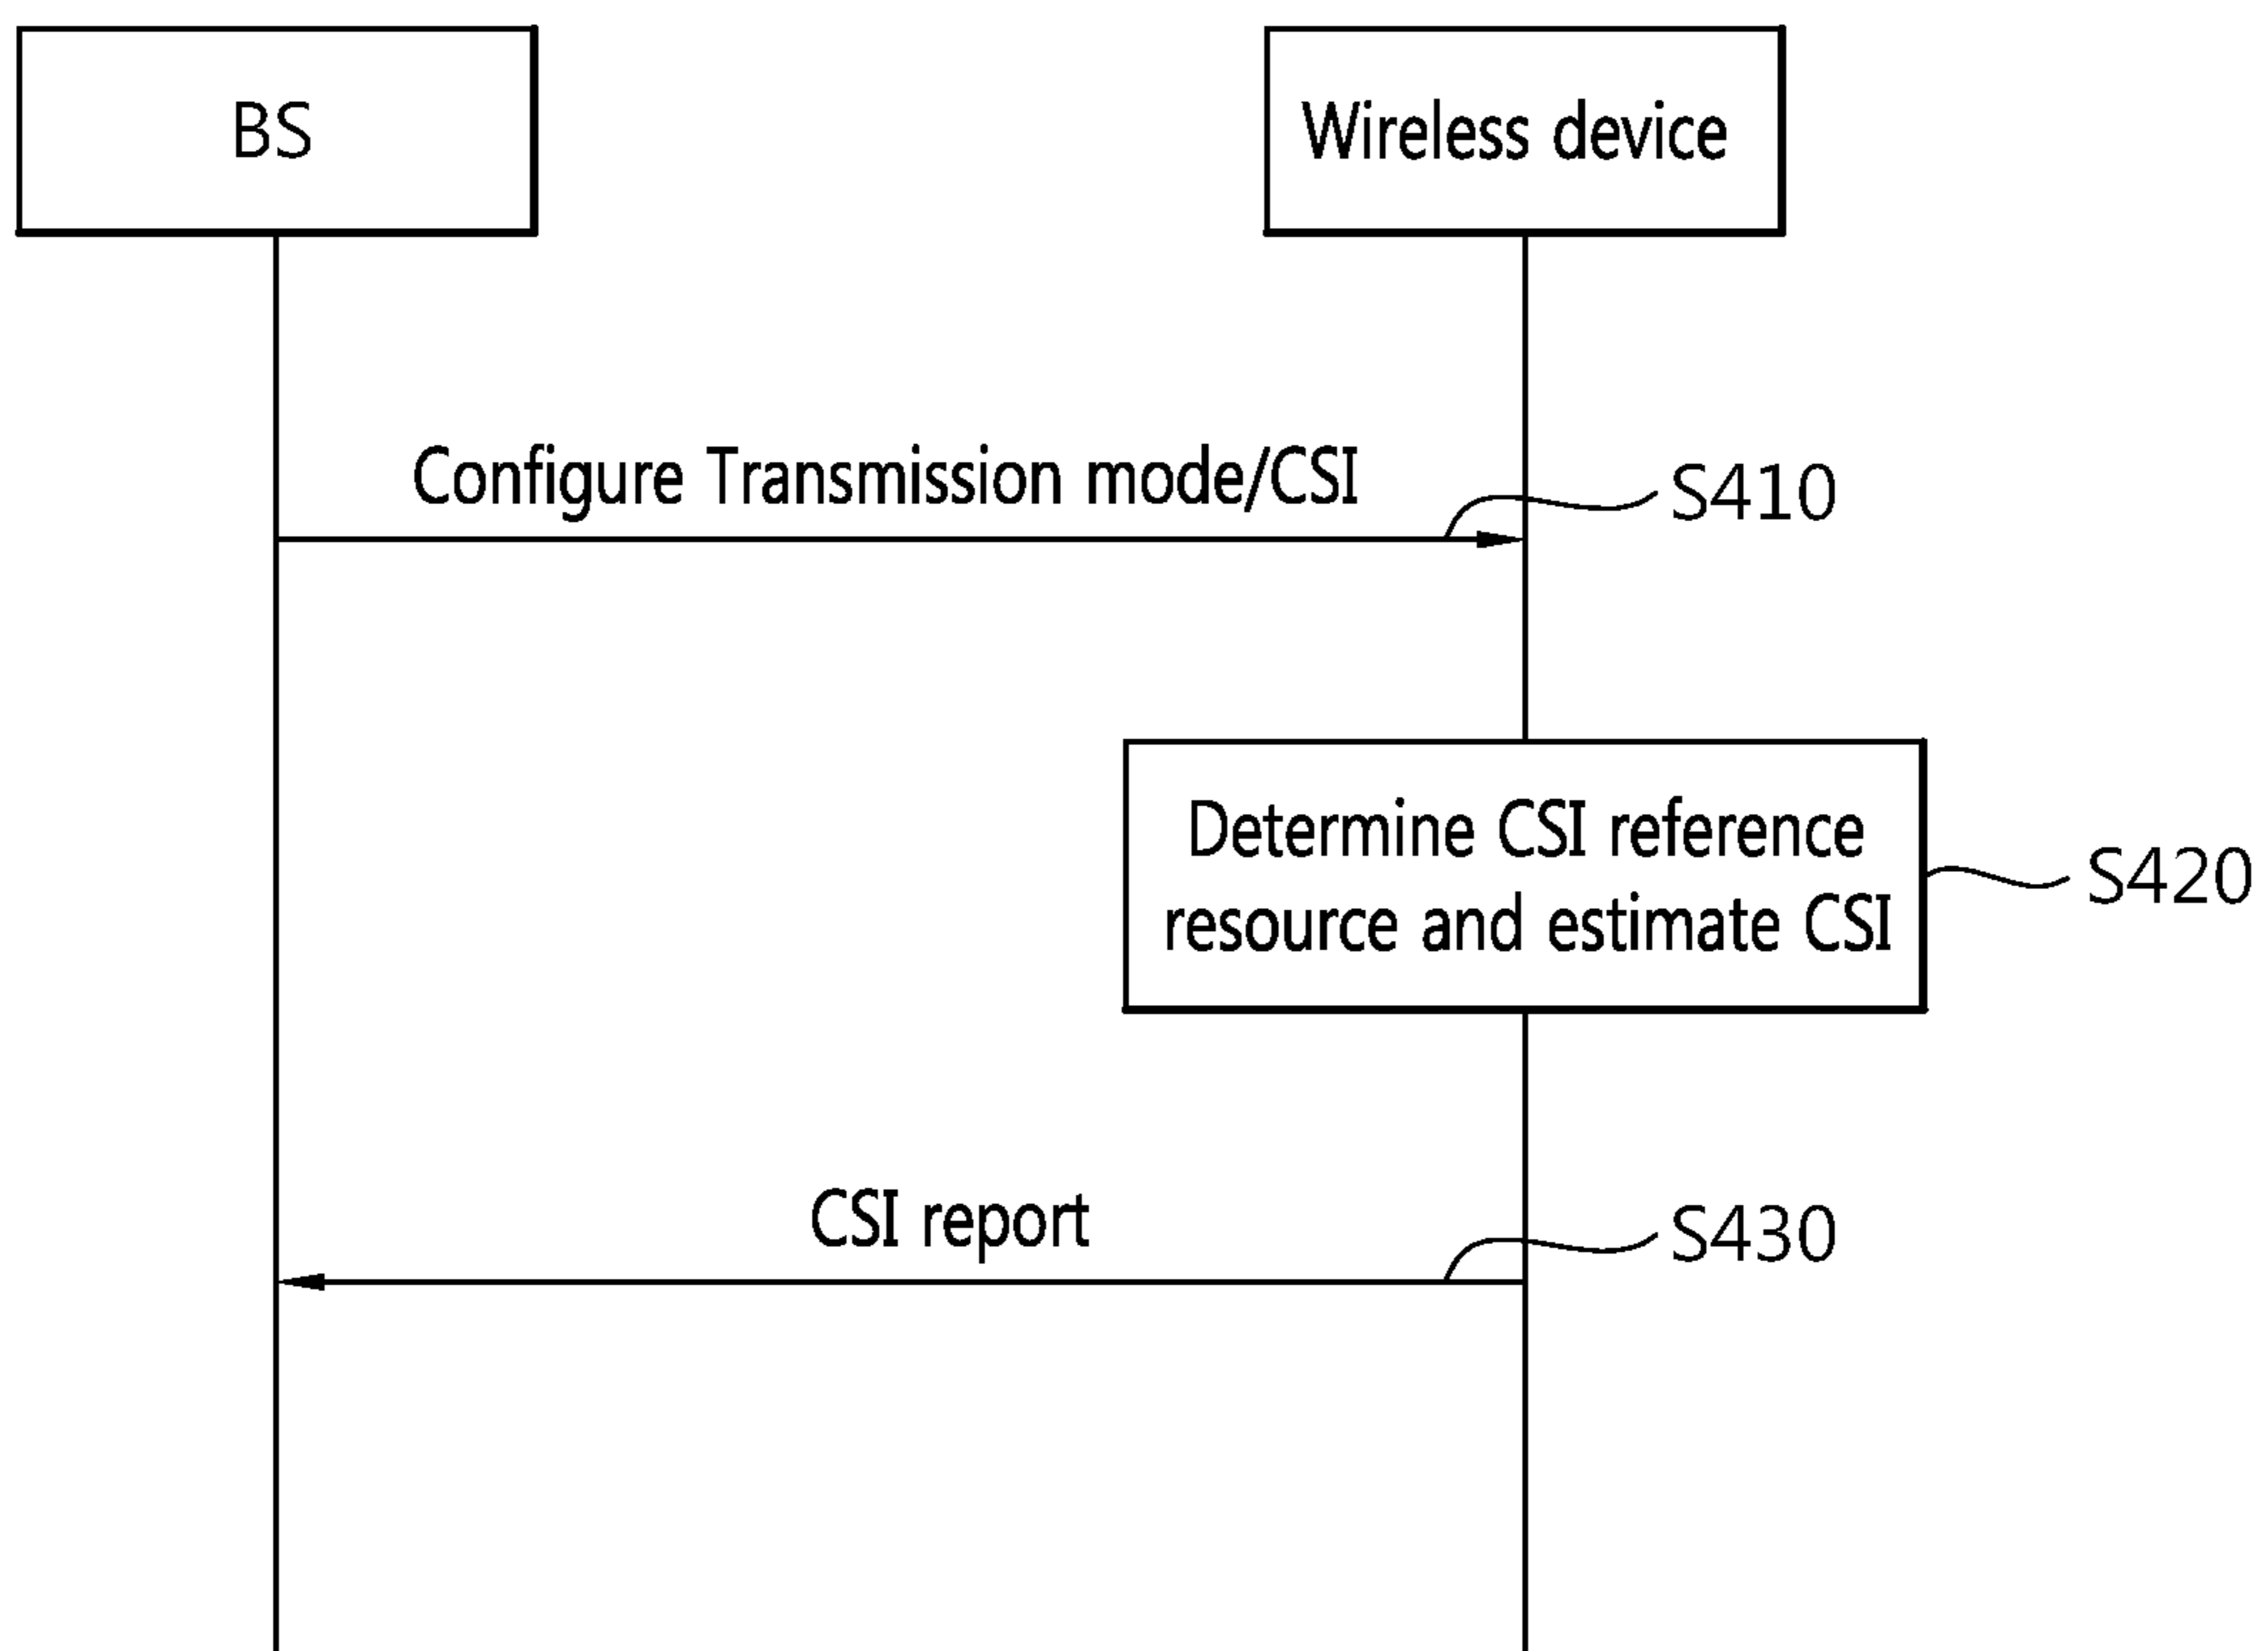 BS
Wireless device
Configure Transmission mode/CSI
S410
Determine CSI reference
resource and estimate CSI
S420
CSI report
S430